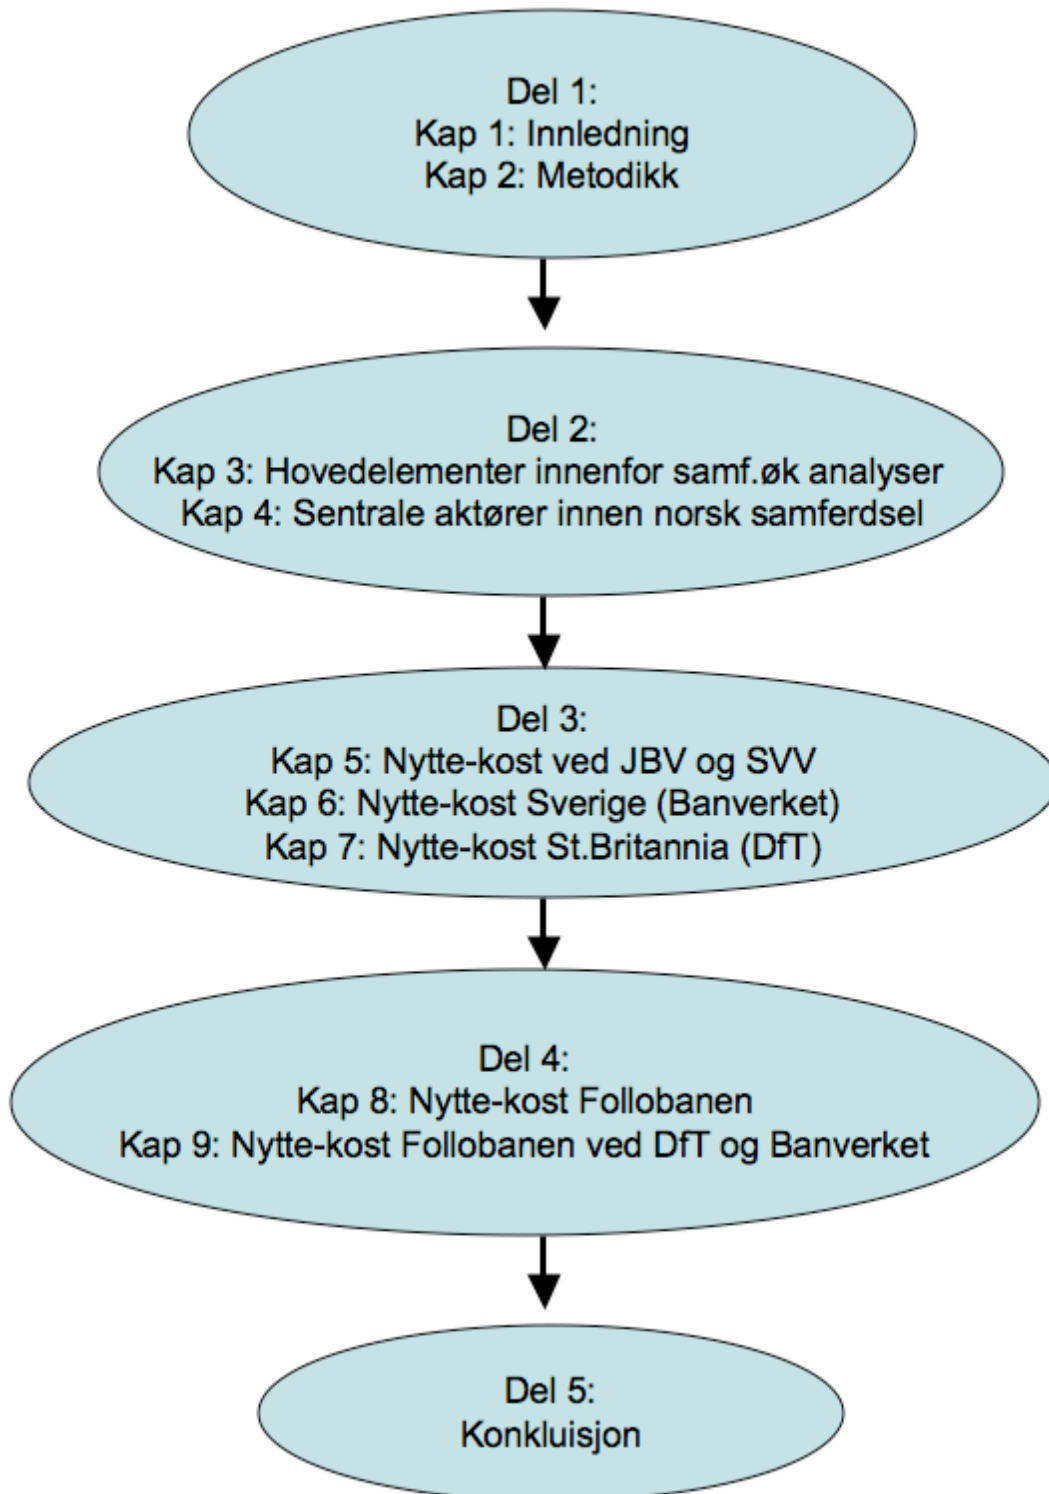 Del 1:
Kap 1: Innledning
Kap 2: Metodikk
Del 2:
Kap 3: Hovedelementer innenfor samf.øk analyser
Kap 4: Sentrale aktører innen norsk samferdsel
Del 3:
Kap 5: Nytte-kost ved JBV og SVV
Kap 6: Nytte-kost Sverige (Banverket)
Kap 7: Nytte-kost St.Britannia (DfT)
Del 4:
Kap 8: Nytte-kost Follobanen
Kap 9: Nytte-kost Follobanen ved DfT og Banverket
Del 5:
Konkluisjon